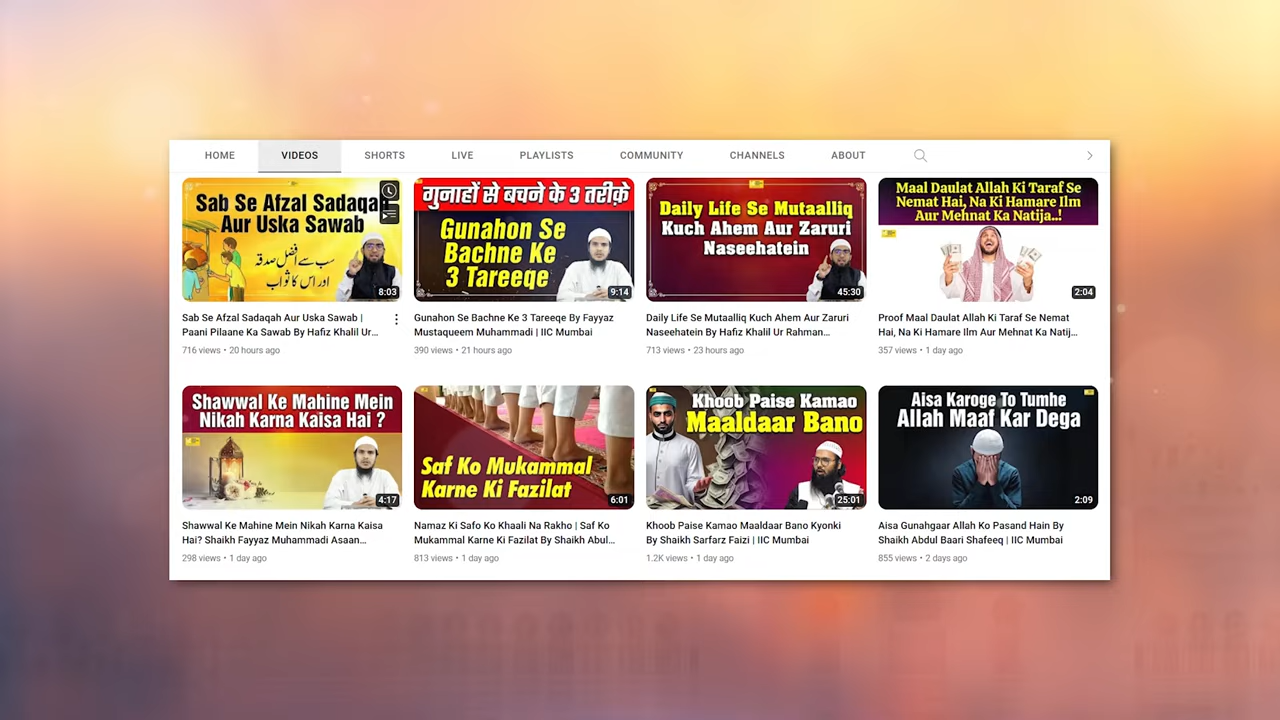 HOME
VIDEOS
SHORTS
LIVE
PLAYLISTS
COMMUNITY
CHANNELS
ABOUT
Sab Se Afzal Sadaqah
Aur Uska Sawab
سب سے افضل صدقہ
اور اس کا ثواب
8:03
Sab Se Afzal Sadaqah Aur Uska Sawab |
Paani Pilaane Ka Sawab By Hafiz Khalil Ur...
716 views • 20 hours ago
गुनाहों से बचने के 3 तरीक़े
Gunahon Se
Bachne Ke
3 Tareeqe
9:14
Gunahon Se Bachne Ke 3 Tareeqe By Fayyaz
Mustaqueem Muhammadi | IIC Mumbai
390 views • 21 hours ago
Daily Life Se Mutaalliq
Kuch Ahem Aur Zaruri
Naseehatein
45:30
Daily Life Se Mutaalliq Kuch Ahem Aur Zaruri
Naseehatein By Hafiz Khalil Ur Rahman...
713 views • 23 hours ago
Maal Daulat Allah Ki Taraf Se
Nemat Hai, Na Ki Hamare Ilm
Aur Mehnat Ka Natija..!
2:04
Proof Maal Daulat Allah Ki Taraf Se Nemat
Hai, Na Ki Hamare Ilm Aur Mehnat Ka Natij...
357 views • 1 day ago
Shawwal Ke Mahine Mein
Nikah Karna Kaisa Hai ?
4:17
Shawwal Ke Mahine Mein Nikah Karna Kaisa
Hai? Shaikh Fayyaz Muhammadi Asaan...
298 views • 1 day ago
Saf Ko Mukammal
Karne Ki Fazilat
6:01
Namaz Ki Safo Ko Khaali Na Rakho | Saf Ko
Mukammal Karne Ki Fazilat By Shaikh Abul...
813 views • 1 day ago
Khoob Paise Kamao
Maaldaar Bano
25:01
Khoob Paise Kamao Maaldaar Bano Kyonki
By Shaikh Sarfarz Faizi | IIC Mumbai
1.2K views • 1 day ago
Aisa Karoge To Tumhe
Allah Maaf Kar Dega
2:09
Aisa Gunahgaar Allah Ko Pasand Hain By
Shaikh Abdul Baari Shafeeq | IIC Mumbai
855 views • 2 days ago